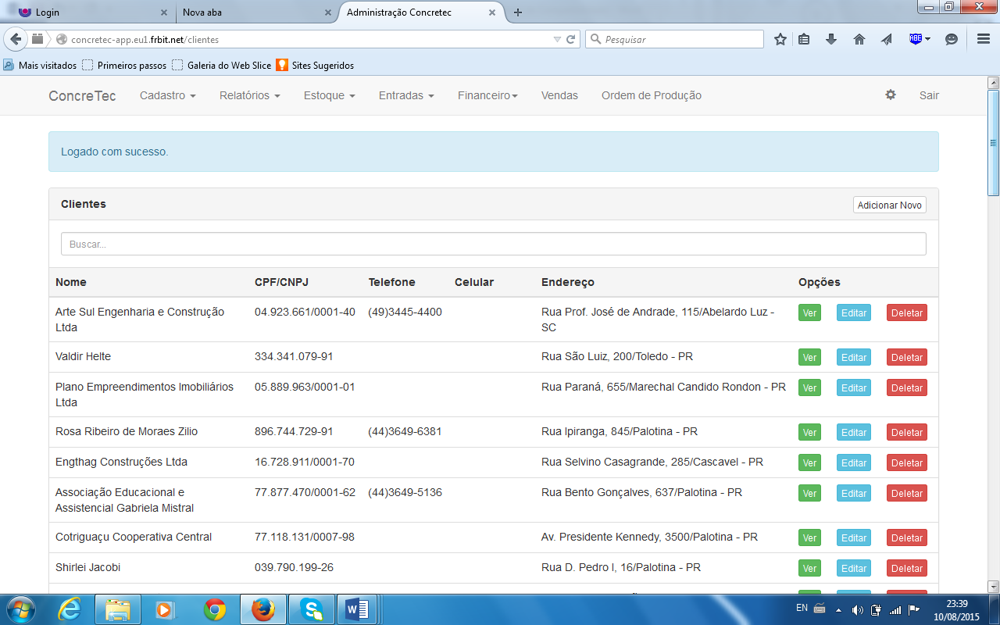 Login
Nova aba
Administração Concretec
concretec-app.eu1.frbit.net/clientes
Pesquisar
ABE
Mais visitados Primeiros passos Galeria do Web Slice Sites Sugeridos
ConcreTec Cadastro Relatórios Estoque Entradas Financeiro Vendas Ordem de Produção Sair
Logado com sucesso.
Clientes Adicionar Novo
Buscar...
Nome CPF/CNPJ Telefone Celular Endereço Opções
Arte Sul Engenharia e Construção 04.923.661/0001-40 (49)3445-4400 Rua Prof. José de Andrade, 115/Abelardo Luz - Ver Editar Deletar
Ltda SC
Valdir Helte 334.341.079-91 Rua São Luiz, 200/Toledo - PR Ver Editar Deletar
Plano Empreendimentos Imobiliários 05.889.963/0001-01 Rua Paraná, 655/Marechal Candido Rondon - PR Ver Editar Deletar
Ltda
Rosa Ribeiro de Moraes Zilio 896.744.729-91 (44)3649-6381 Rua Ipiranga, 845/Palotina - PR Ver Editar Deletar
Engthag Construções Ltda 16.728.911/0001-70 Rua Selvino Casagrande, 285/Cascavel - PR Ver Editar Deletar
Associação Educacional e 77.877.470/0001-62 (44)3649-5136 Rua Bento Gonçalves, 637/Palotina - PR Ver Editar Deletar
Assistencial Gabriela Mistral
Cotriguaçu Cooperativa Central 77.118.131/0007-98 Av. Presidente Kennedy, 3500/Palotina - PR Ver Editar Deletar
Shirlei Jacobi 039.790.199-26 Rua D. Pedro I, 16/Palotina - PR Ver Editar Deletar
EN 23:39
10/08/2015